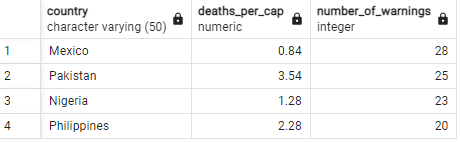 country deaths_per_cap number_of_warnings
character varying (50) numeric integer
1 Mexico 0.84 28
2 Pakistan 3.54 25
3 Nigeria 1.28 23
4 Philippines 2.28 20